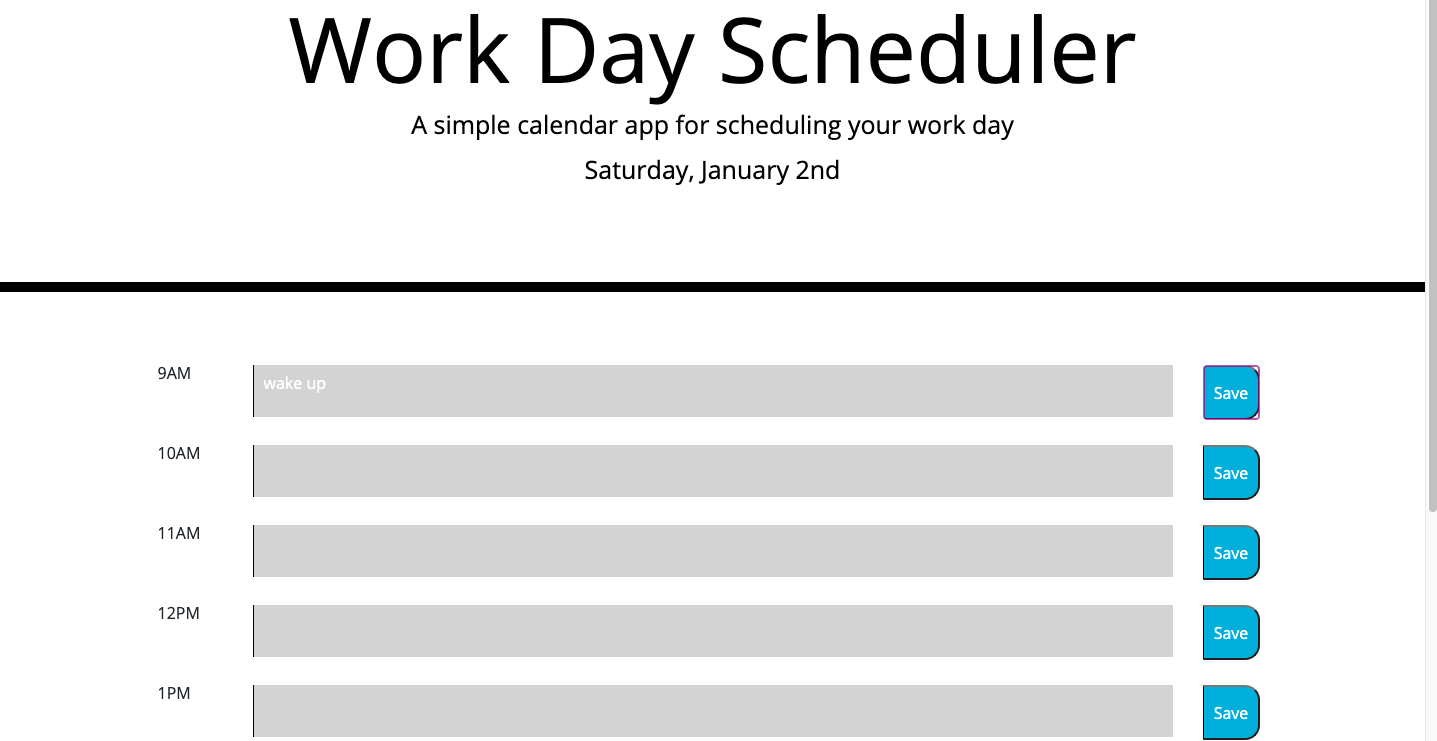 Work Day Scheduler
A simple calendar app for scheduling your work day
Saturday, January 2nd
9AM wake up Save
10AM Save
11AM Save
12PM Save
1PM Save